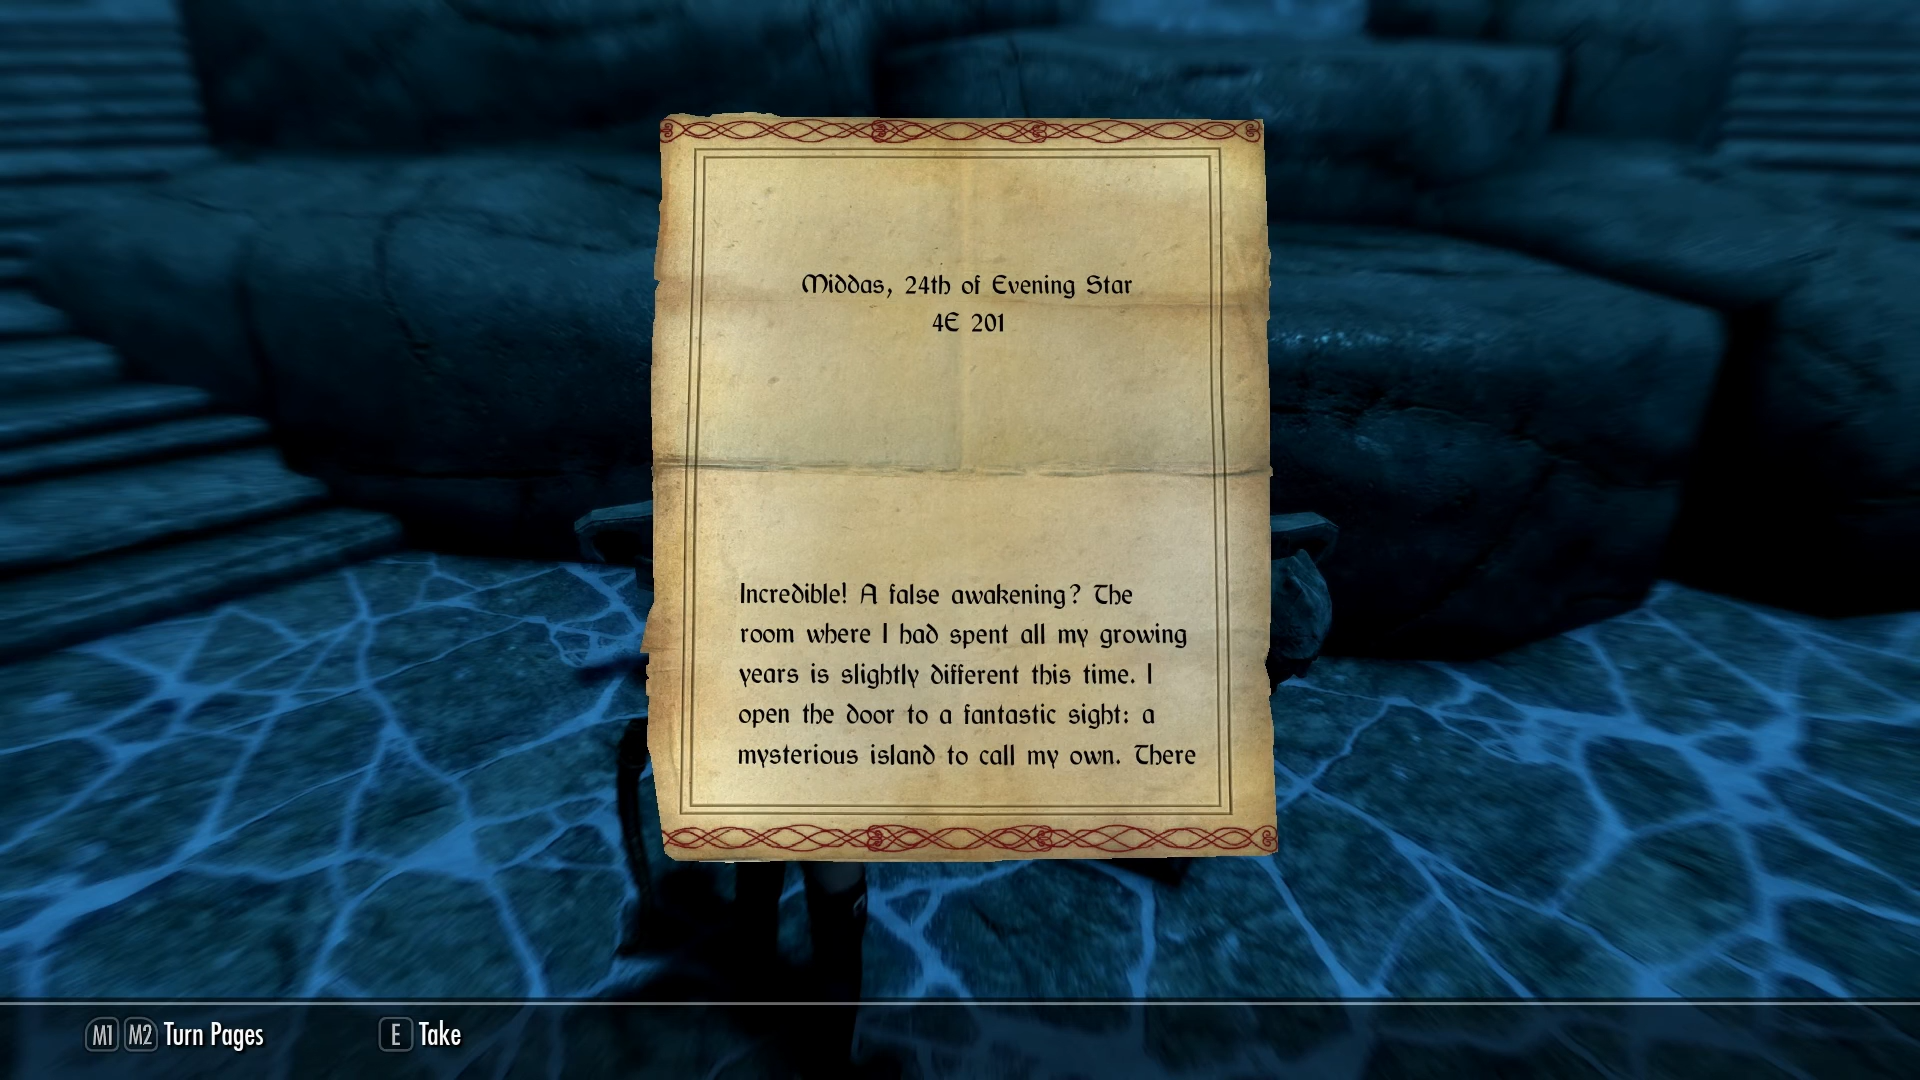 Middas, 24th of Evening Star
4E 201
Incredible! A false awakening? The
room where I had spent all my growing
years is slightly different this time. I
open the door to a fantastic sight: a
mysterious island to call my own. There
M1 M2 Turn Pages E Take